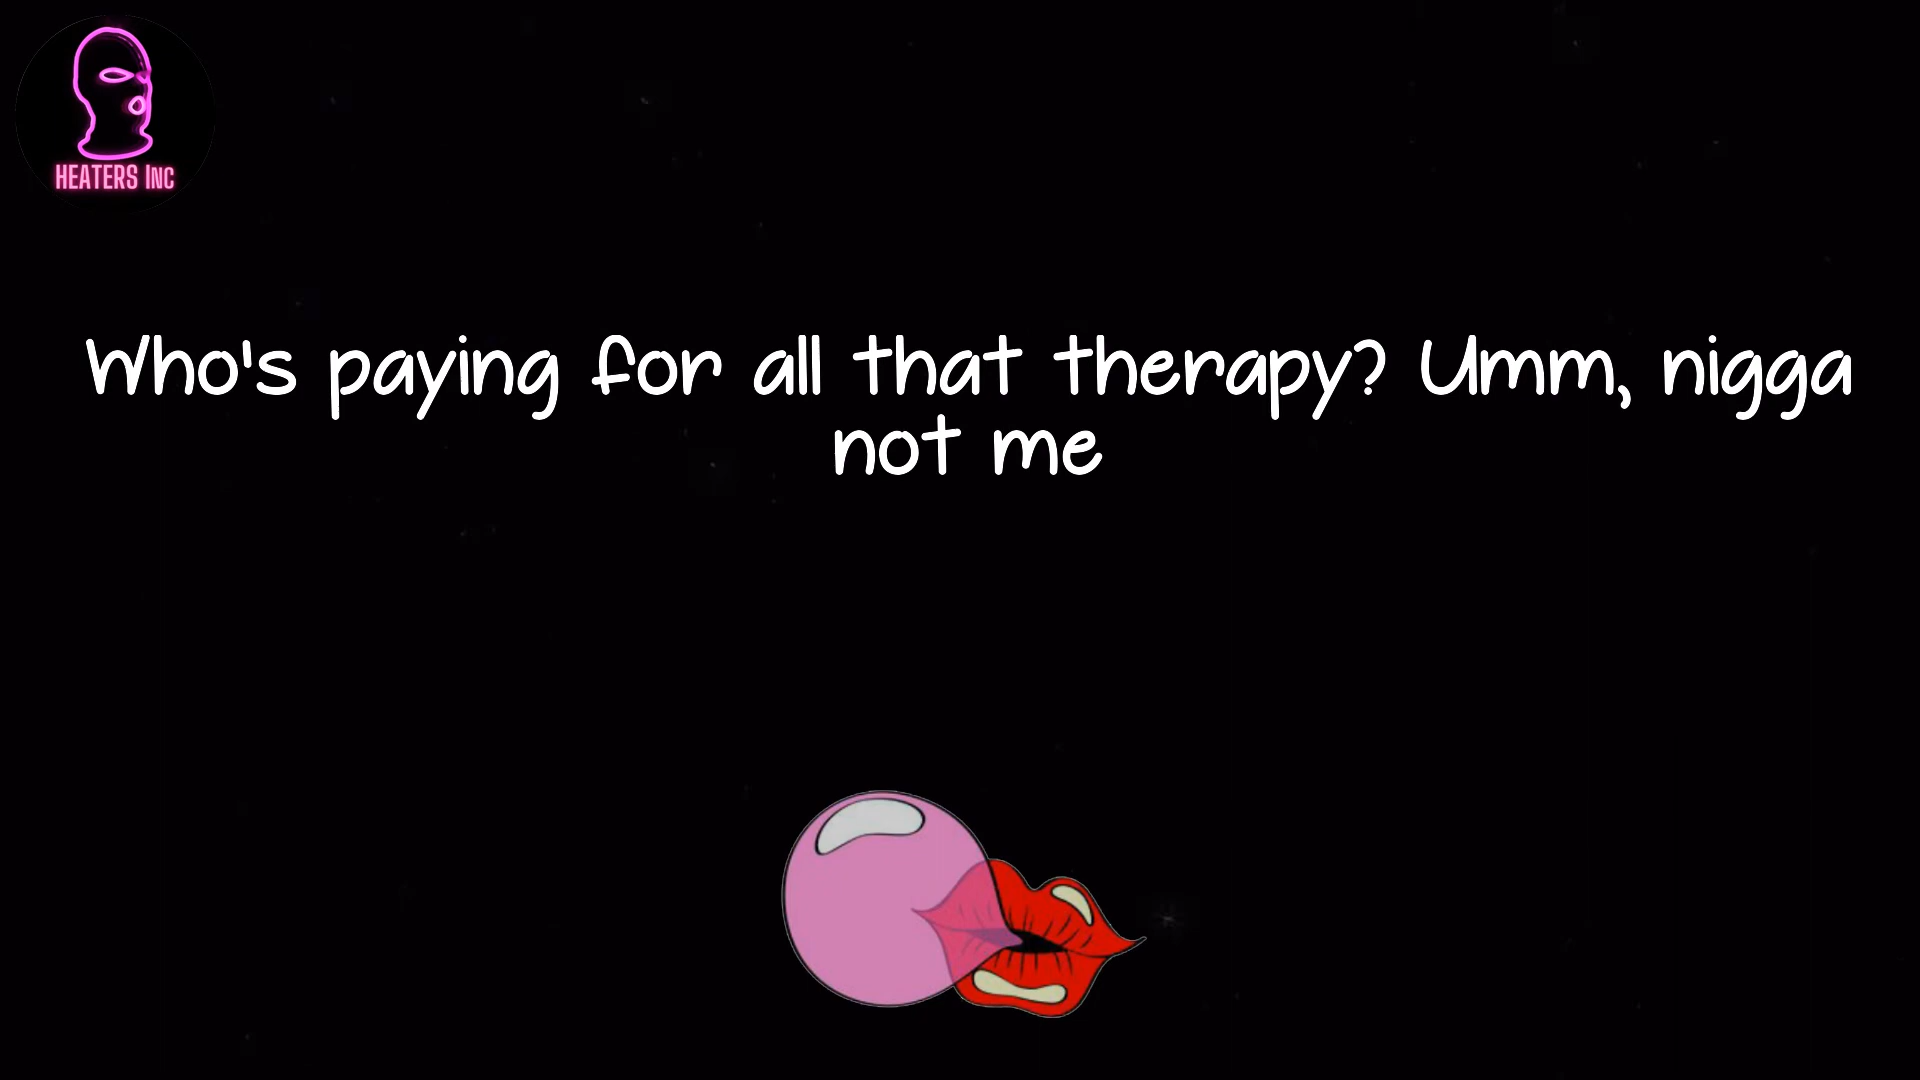 HEATERS INC
Who's paying for all that therapy? Umm, nigga
not me